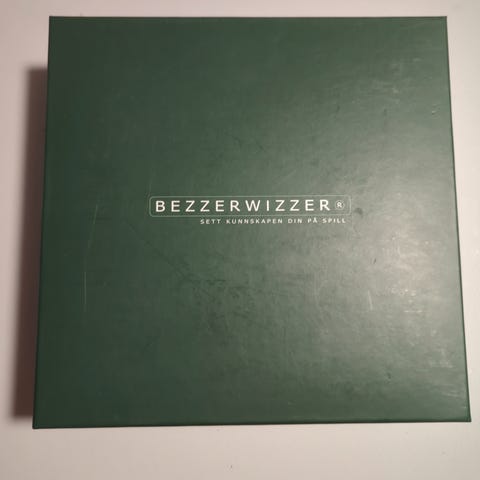 BEZZERWIZZER®
SETT KUNNSKAPEN DIN PÅ SPILL